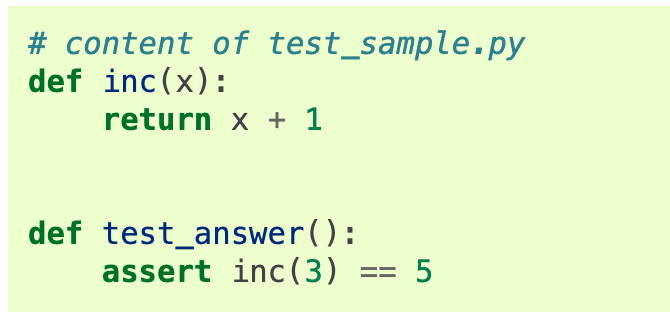 # content of test_sample.py
def inc(x):
    return x + 1
def test_answer():
    assert inc(3) == 5